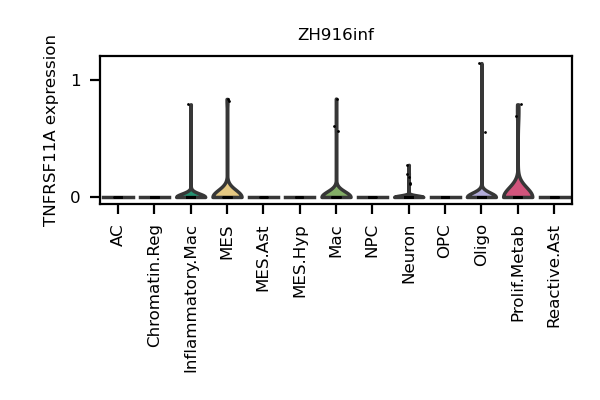 ZH916inf
TNFRSF11A expression
1
0
AC
Chromatin.Reg
Inflammatory.Mac
MES
MES.Ast
MES.Hyp
Mac
NPC
Neuron
OPC
Oligo
Prolif.Metab
Reactive.Ast